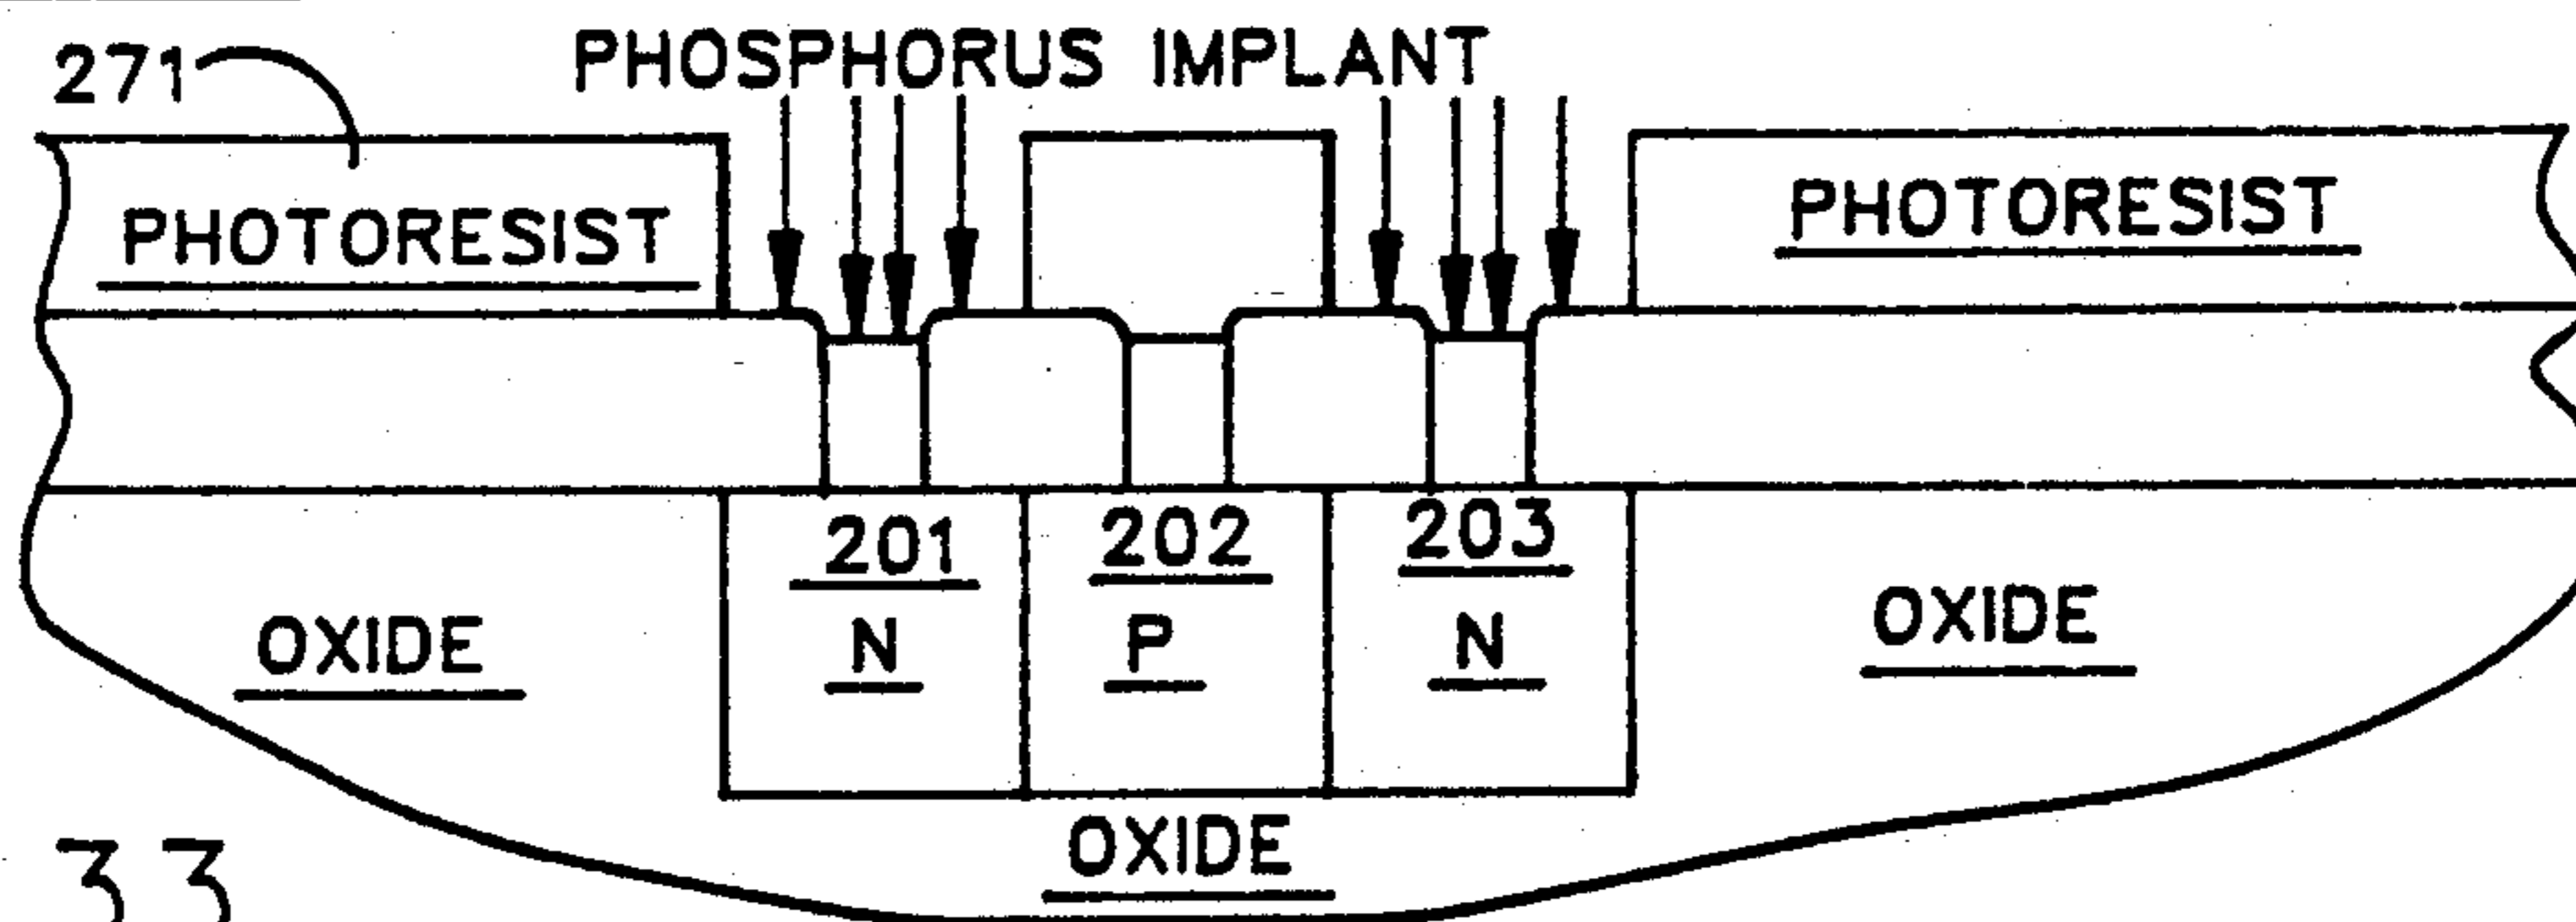 271
PHOSPHORUS IMPLANT
PHOTORESIST
PHOTORESIST
201
202
203
N
P
N
OXIDE
OXIDE
OXIDE
33